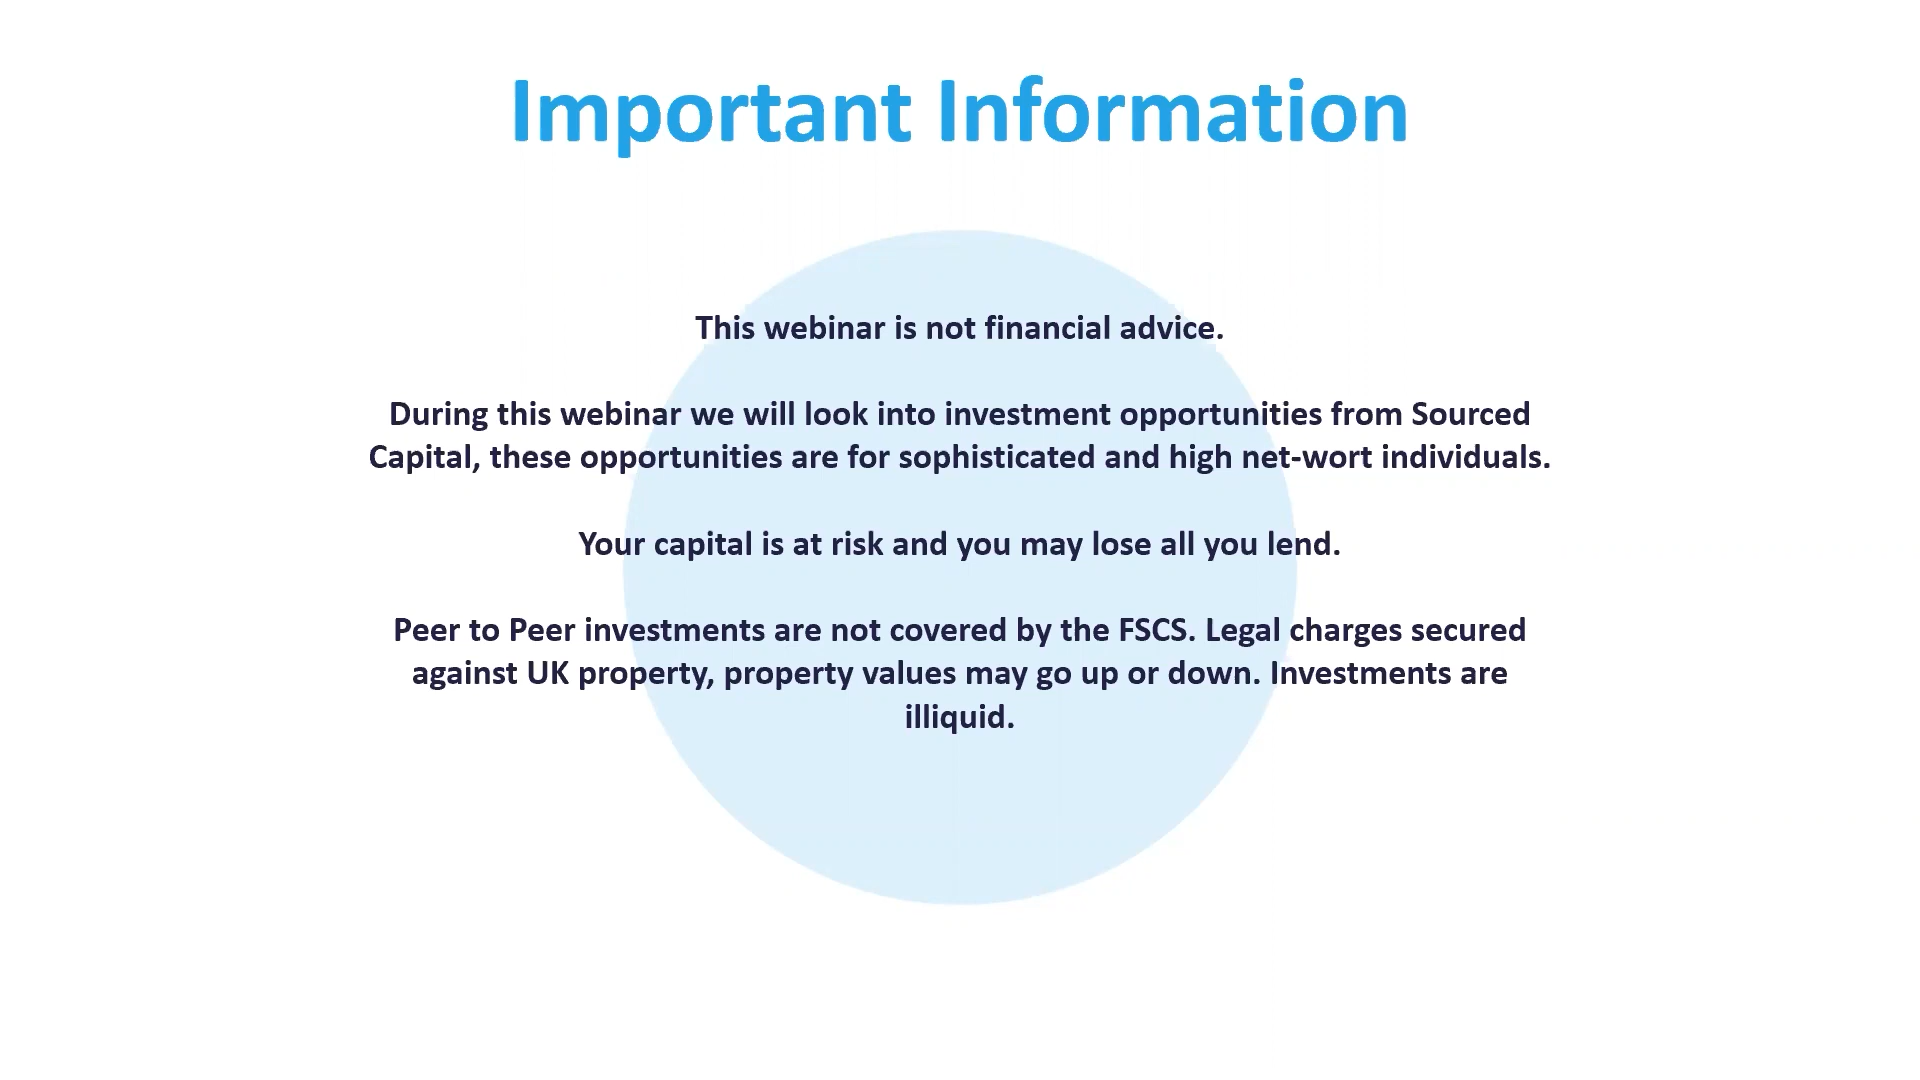 Important Information
This webinar is not financial advice.
During this webinar we will look into investment opportunities from Sourced
Capital, these opportunities are for sophisticated and high net-wort individuals.
Your capital is at risk and you may lose all you lend.
Peer to Peer investments are not covered by the FSCS. Legal charges secured
against UK property, property values may go up or down. Investments are
illiquid.